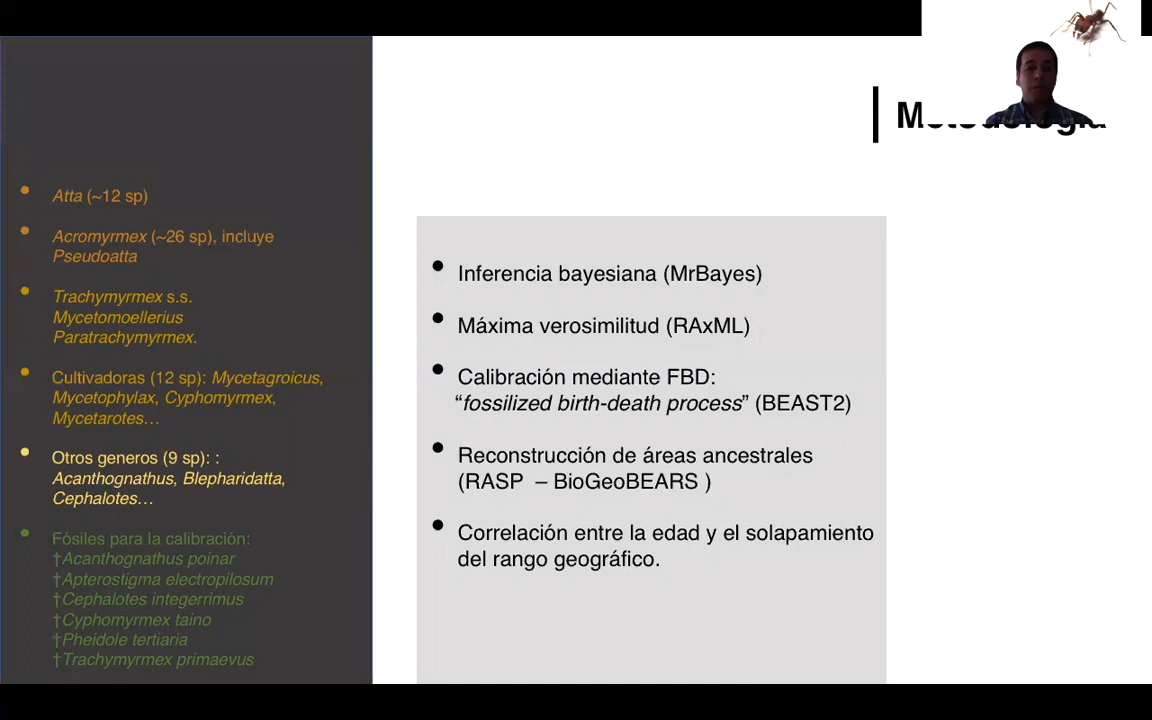 Metodología
Atta (~12 sp)
Acromyrmex (~26 sp), incluye
Pseudoatta
Trachymyrmex s.s.
Mycetomoellerius
Paratrachymyrmex.
Cultivadoras (12 sp): Mycetagroicus,
Mycetophylax, Cyphomyrmex,
Mycetarotes…
Otros generos (9 sp): :
Acanthognathus, Blepharidatta,
Cephalotes…
Fósiles para la calibración:
†Acanthognathus poinar
†Apterostigma electropilosum
†Cephalotes integerrimus
†Cyphomyrmex taino
†Pheidole tertiaria
†Trachymyrmex primaevus
Inferencia bayesiana (MrBayes)
Máxima verosimilitud (RAxML)
Calibración mediante FBD:
“fossilized birth-death process” (BEAST2)
Reconstrucción de áreas ancestrales
(RASP – BioGeoBEARS )
Correlación entre la edad y el solapamiento
del rango geográfico.